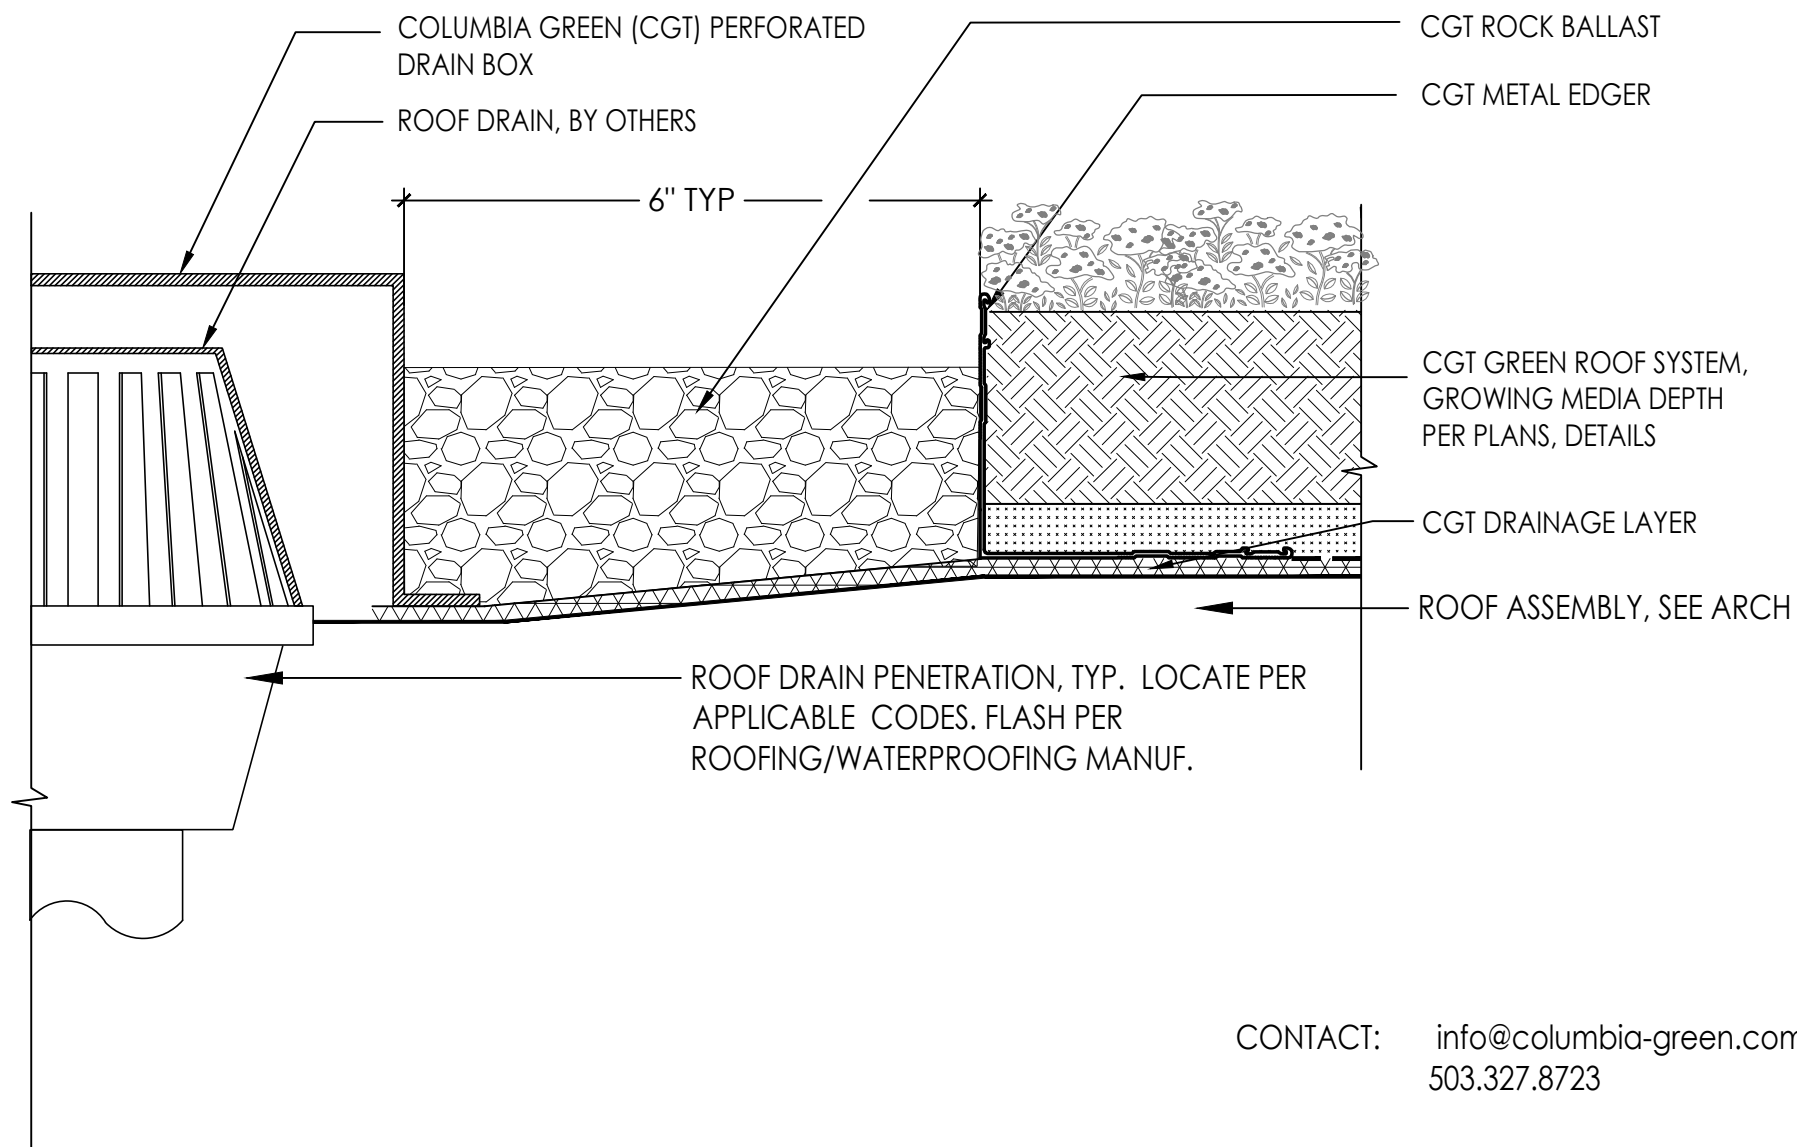 COLUMBIA GREEN (CGT) PERFORATED
DRAIN BOX
ROOF DRAIN, BY OTHERS
CGT ROCK BALLAST
CGT METAL EDGER
6" TYP
CGT GREEN ROOF SYSTEM,
GROWING MEDIA DEPTH
PER PLANS, DETAILS
CGT DRAINAGE LAYER
ROOF ASSEMBLY, SEE ARCH
ROOF DRAIN PENETRATION, TYP. LOCATE PER
APPLICABLE CODES. FLASH PER
ROOFING/WATERPROOFING MANUF.
CONTACT: info@columbia-green.com
503.327.8723